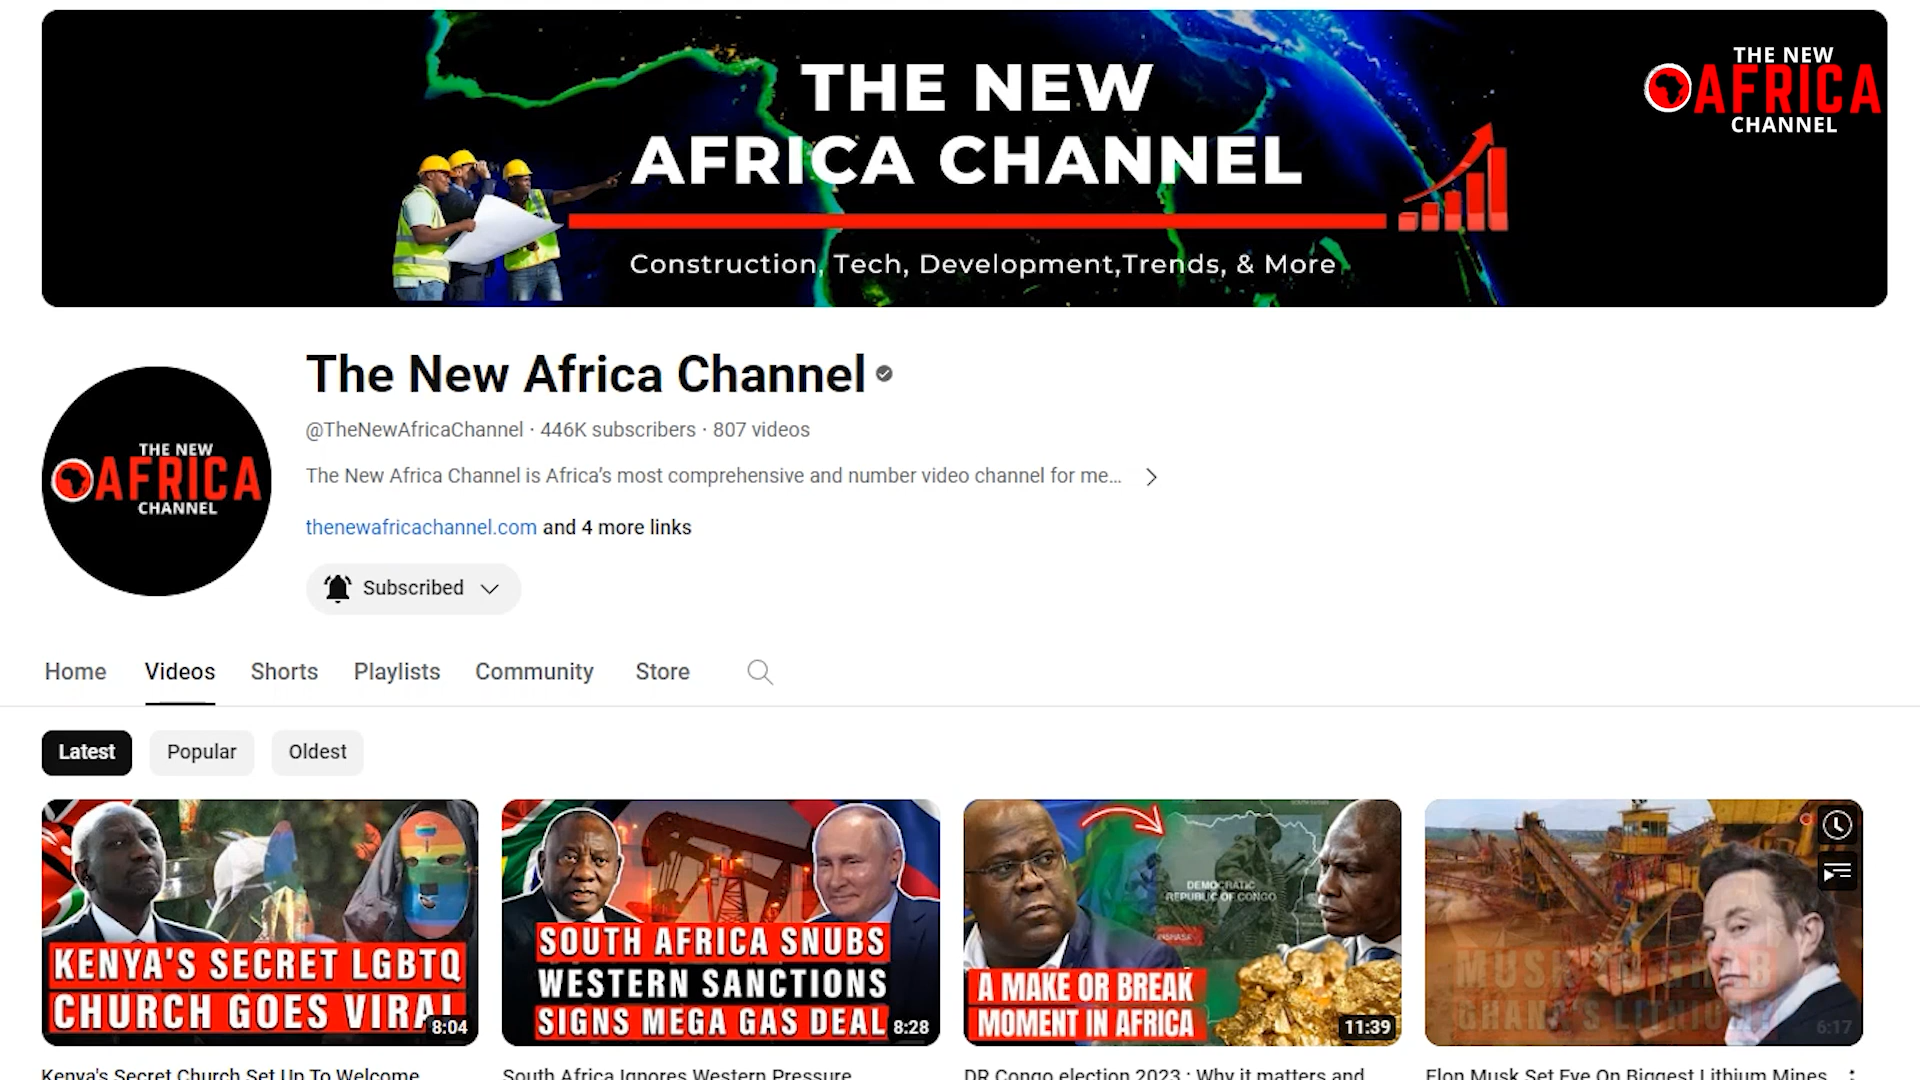 THE NEW
AFRICA CHANNEL
Construction, Tech, Development,Trends, & More
THE NEW
AFRICA
CHANNEL
THE NEW
AFRICA
CHANNEL
The New Africa Channel
@TheNewAfricaChannel · 446K subscribers · 807 videos
The New Africa Channel is Africa's most comprehensive and number video channel for me...
thenewafricachannel.com and 4 more links
Subscribed
Home Videos Shorts Playlists Community Store
Latest Popular Oldest
KENYA'S SECRET LGBTQ
CHURCH GOES VIRAL
8:04
SOUTH AFRICA SNUBS
WESTERN SANCTIONS
SIGNS MEGA GAS DEAL
8:28
DEMOCRATIC
REPUBLIC OF CONGO
KINSHASA
A MAKE OR BREAK
MOMENT IN AFRICA
11:39
MUSK
GHANA'S LITHIUM
6:17
Kenya's Secret Church Set Up To Welcome
South Africa Ignores Western Pressure
DR Congo election 2023 : Why it matters and
Elon Musk Set Eye On Biggest Lithium Mines